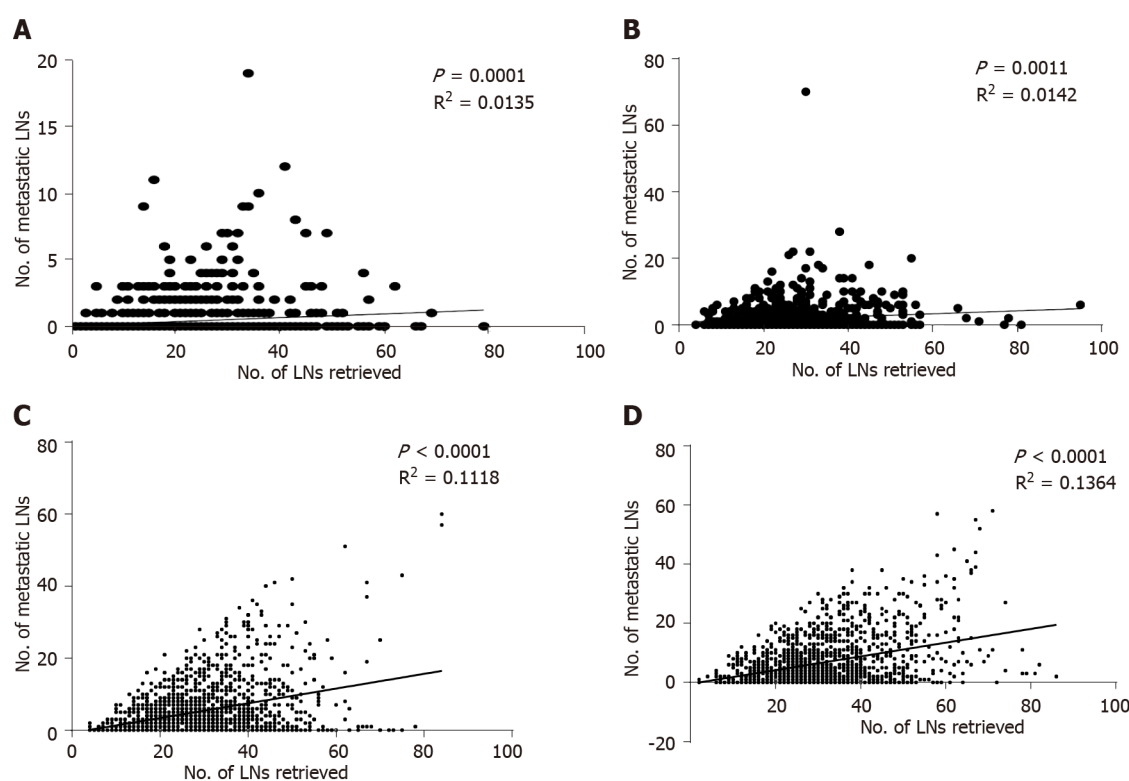 A
P = 0.0001
R2 = 0.0135
No. of metastatic LNs
20
15
10
5
0
0 20 40 60 80 100
No. of LNs retrieved
B
P = 0.0011
R2 = 0.0142
No. of metastatic LNs
80
60
40
20
0
0 20 40 60 80 100
No. of LNs retrieved
C
P < 0.0001
R2 = 0.1118
No. of metastatic LNs
80
60
40
20
0
0 20 40 60 80 100
No. of LNs retrieved
D
P < 0.0001
R2 = 0.1364
No. of metastatic LNs
80
60
40
20
0
-20
20 40 60 80 100
No. of LNs retrieved